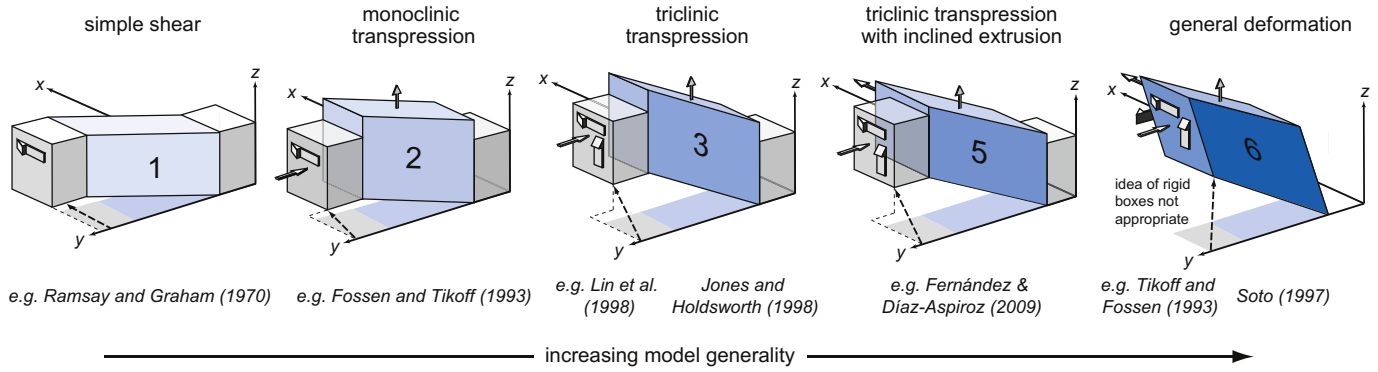 simple shear
monoclinic
transpression
triclinic
transpression
triclinic transpression
with inclined extrusion
general deformation
x
z
1
y
x
z
2
y
x
z
3
y
x
z
5
y
x
z
6
idea of rigid
boxes not
appropriate
y
e.g. Ramsay and Graham (1970)
e.g. Fossen and Tikoff (1993)
e.g. Lin et al.
(1998)
Jones and
Holdsworth (1998)
e.g. Fernández &
Díaz-Aspiroz (2009)
e.g. Tikoff and
Fossen (1993)
Soto (1997)
increasing model generality